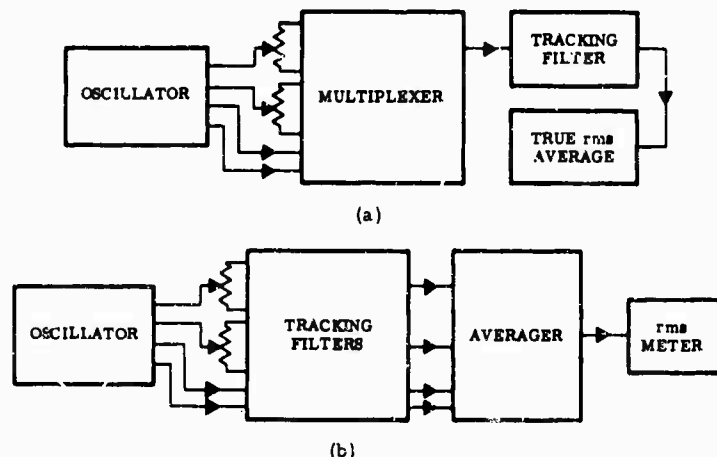 OSCILLATOR
MULTIPLEXER
TRACKING
FILTER
TRUE rms
AVERAGE
(a)
OSCILLATOR
TRACKING
FILTERS
AVERAGER
rms
METER
(b)